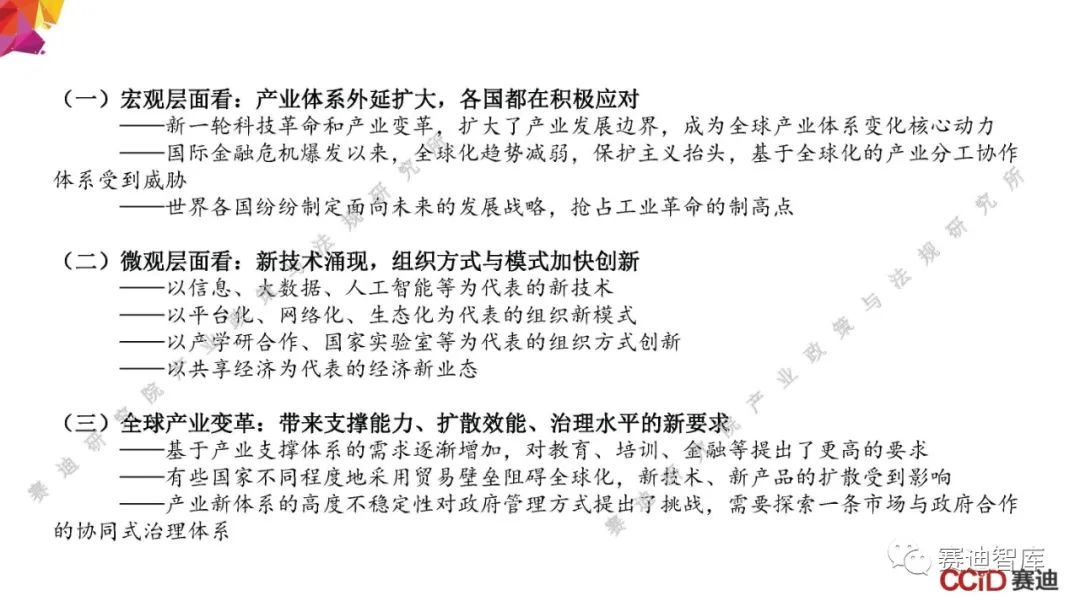 （一）宏观层面看：产业体系外延扩大，各国都在积极应对
——新一轮科技革命和产业变革，扩大了产业发展边界，成为全球产业体系变化核心动力
——国际金融危机爆发以来，全球化趋势减弱，保护主义抬头，基于全球化的产业分工协作
体系受到威胁
——世界各国纷纷制定面向未来的发展战略，抢占工业革命的制高点
（二）微观层面看：新技术涌现，组织方式与模式加快创新
——以信息、大数据、人工智能等为代表的新技术
——以平台化、网络化、生态化为代表的组织新模式
——以产学研合作、国家实验室等为代表的组织方式创新
——以共享经济为代表的经济新业态
（三）全球产业变革：带来支撑能力、扩散效能、治理水平的新要求
——基于产业支撑体系的需求逐渐增加，对教育、培训、金融等提出了更高的要求
——有些国家不同程度地采用贸易壁垒阻碍全球化，新技术、新产品的扩散受到影响
——产业新体系的高度不稳定性对政府管理方式提出了挑战，需要探索一条市场与政府合作
的协同式治理体系
赛迪研究院产业政策与法规研究所
赛迪研究院产业政策与法规研究所
赛迪智库
CCID 赛迪